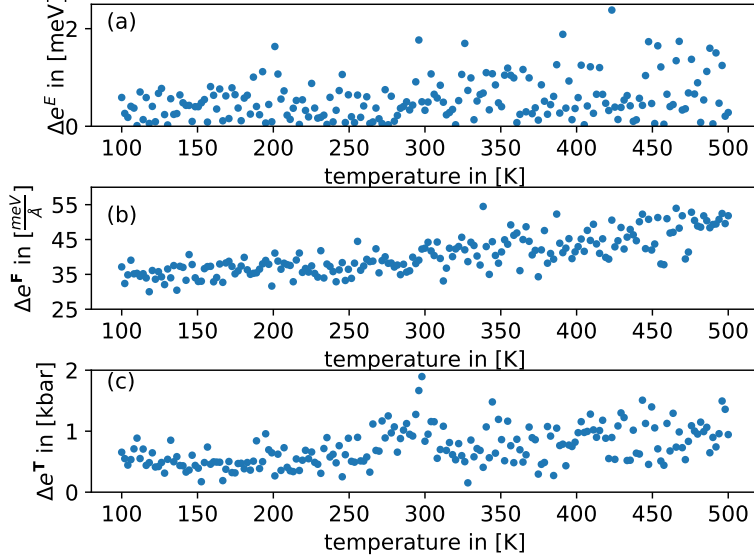 (a)
Δe^E in [meV]
2
0
100 150 200 250 300 350 400 450 500
temperature in [K]
(b)
Δe^F in [meV/Å]
55
45
35
25
100 150 200 250 300 350 400 450 500
temperature in [K]
(c)
Δe^T in [kbar]
2
1
0
100 150 200 250 300 350 400 450 500
temperature in [K]